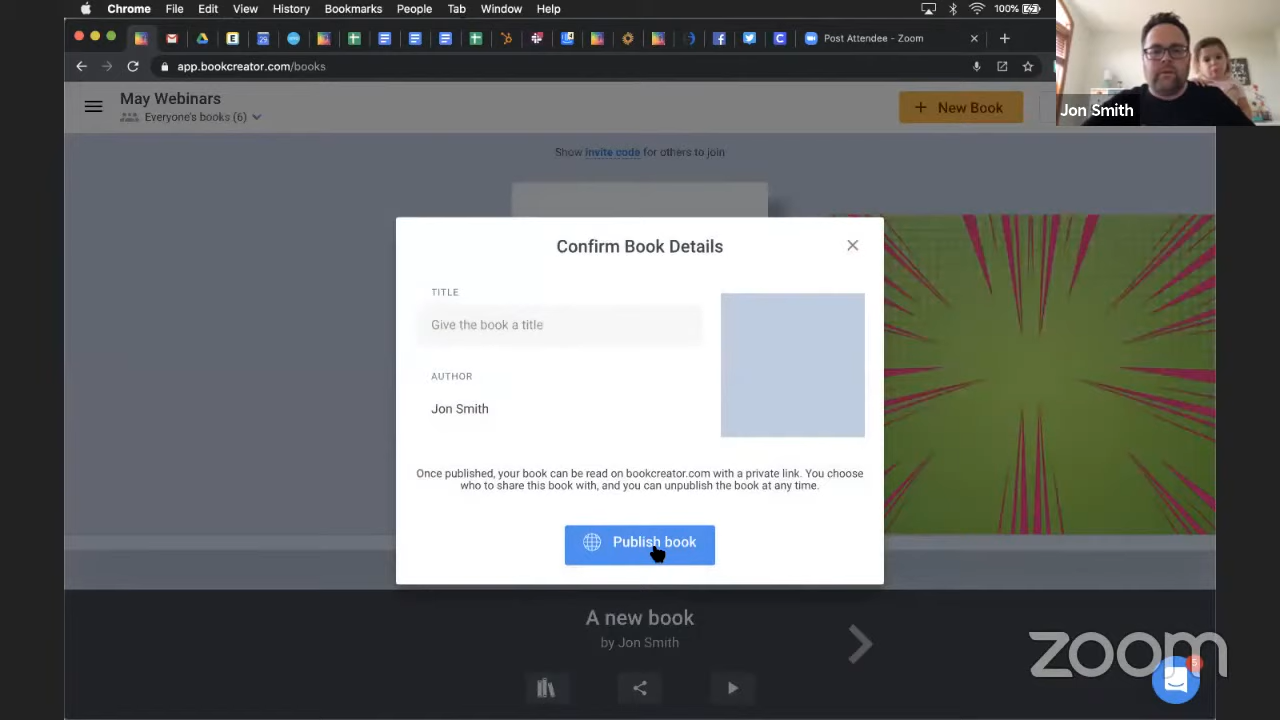 Chrome File Edit View History Bookmarks People Tab Window Help 100%
Post Attendee - Zoom
app.bookcreator.com/books
May Webinars
Everyone's books (6)
+ New Book
Jon Smith
Show invite code for others to join
Confirm Book Details
TITLE
Give the book a title
AUTHOR
Jon Smith
Once published, your book can be read on bookcreator.com with a private link. You choose
who to share this book with, and you can unpublish the book at any time.
Publish book
A new book
by Jon Smith
zoom
5